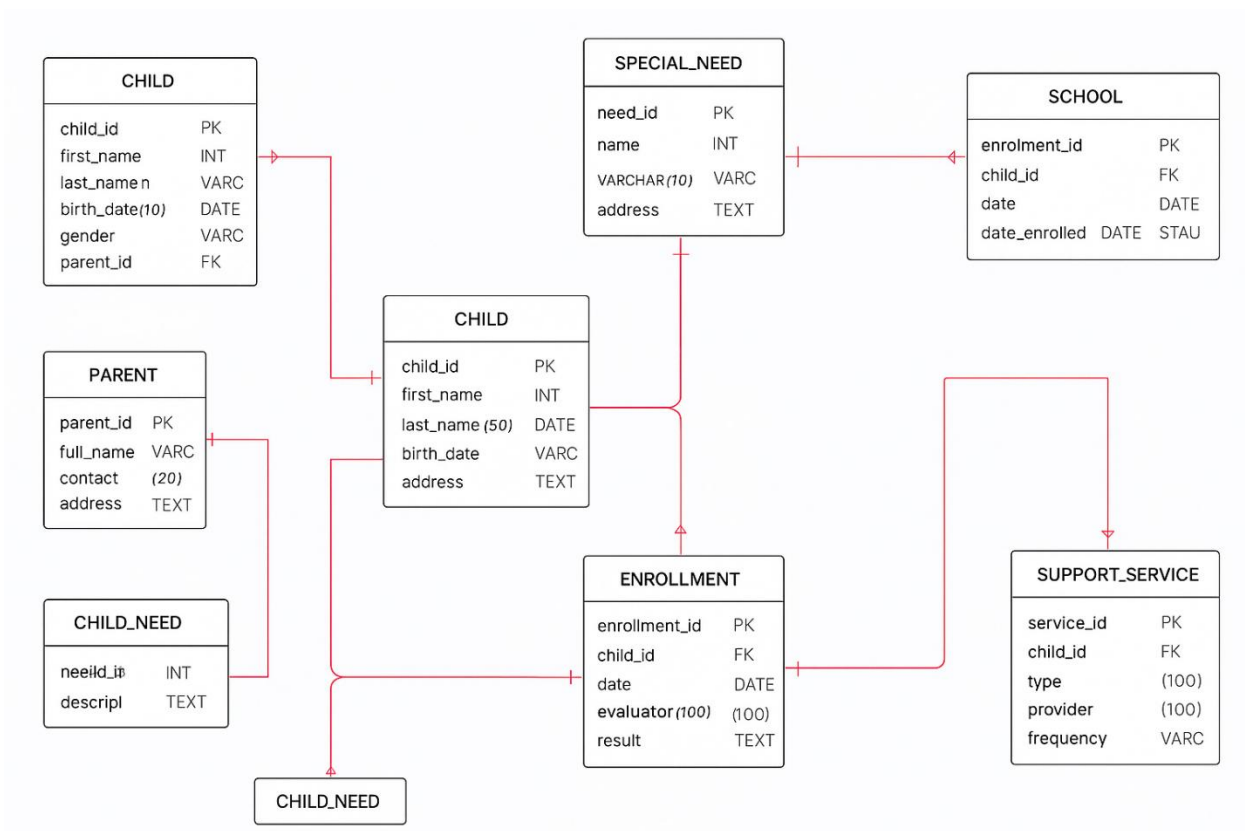 CHILD
child_id PK
first_name INT
last_name n VARC
birth_date(10) DATE
gender VARC
parent_id FK
SPECIAL_NEED
need_id PK
name INT
VARCHAR(10) VARC
address TEXT
SCHOOL
enrolment_id PK
child_id FK
date DATE
date_enrolled DATE STAU
CHILD
child_id PK
first_name INT
last_name (50) DATE
birth_date VARC
address TEXT
PARENT
parent_id PK
full_name VARC
contact (20)
address TEXT
CHILD_NEED
INT
descripl TEXT
CHILD_NEED
ENROLLMENT
enrollment_id PK
child_id FK
date DATE
evaluator(100) (100)
result TEXT
SUPPORT_SERVICE
service_id PK
child_id FK
type (100)
provider (100)
frequency VARC